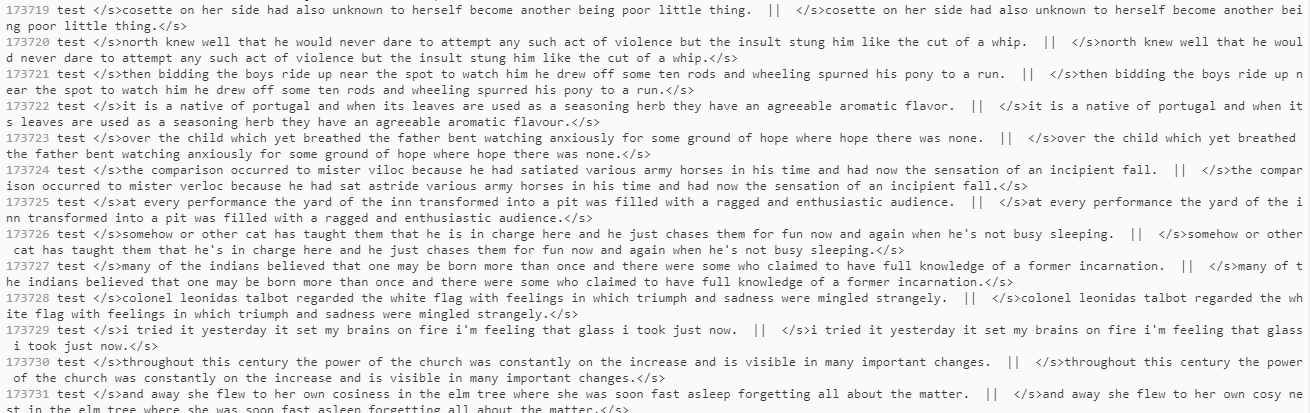 173719 test </s>cosette on her side had also unknown to herself become another being poor little thing.  ||  </s>cosette on her side had also unknown to herself become another bei
ng poor little thing.</s>
173720 test </s>north knew well that he would never dare to attempt any such act of violence but the insult stung him like the cut of a whip.  ||  </s>north knew well that he woul
d never dare to attempt any such act of violence but the insult stung him like the cut of a whip.</s>
173721 test </s>then bidding the boys ride up near the spot to watch him he drew off some ten rods and wheeling spurned his pony to a run.  ||  </s>then bidding the boys ride up n
ear the spot to watch him he drew off some ten rods and wheeling spurred his pony to a run.</s>
173722 test </s>it is a native of portugal and when its leaves are used as a seasoning herb they have an agreeable aromatic flavor.  ||  </s>it is a native of portugal and when it
s leaves are used as a seasoning herb they have an agreeable aromatic flavour.</s>
173723 test </s>over the child which yet breathed the father bent watching anxiously for some ground of hope where hope there was none.  ||  </s>over the child which yet breathed
the father bent watching anxiously for some ground of hope where hope there was none.</s>
173724 test </s>the comparison occurred to mister viloc because he had satiated various army horses in his time and had now the sensation of an incipient fall.  ||  </s>the compar
ison occurred to mister verloc because he had sat astride various army horses in his time and had now the sensation of an incipient fall.</s>
173725 test </s>at every performance the yard of the inn transformed into a pit was filled with a ragged and enthusiastic audience.  ||  </s>at every performance the yard of the i
nn transformed into a pit was filled with a ragged and enthusiastic audience.</s>
173726 test </s>somehow or other cat has taught them that he is in charge here and he just chases them for fun now and again when he's not busy sleeping.  ||  </s>somehow or other
cat has taught them that he's in charge here and he just chases them for fun now and again when he's not busy sleeping.</s>
173727 test </s>many of the indians believed that one may be born more than once and there were some who claimed to have full knowledge of a former incarnation.  ||  </s>many of t
he indians believed that one may be born more than once and there were some who claimed to have full knowledge of a former incarnation.</s>
173728 test </s>colonel leonidas talbot regarded the white flag with feelings in which triumph and sadness were mingled strangely.  ||  </s>colonel leonidas talbot regarded the wh
ite flag with feelings in which triumph and sadness were mingled strangely.</s>
173729 test </s>i tried it yesterday it set my brains on fire i'm feeling that glass i took just now.  ||  </s>i tried it yesterday it set my brains on fire i'm feeling that glass
i took just now.</s>
173730 test </s>throughout this century the power of the church was constantly on the increase and is visible in many important changes.  ||  </s>throughout this century the power
of the church was constantly on the increase and is visible in many important changes.</s>
173731 test </s>and away she flew to her own cosiness in the elm tree where she was soon fast asleep forgetting all about the matter.  ||  </s>and away she flew to her own cosy ne
st in the elm tree where she was soon fast asleep forgetting all about the matter.</s>